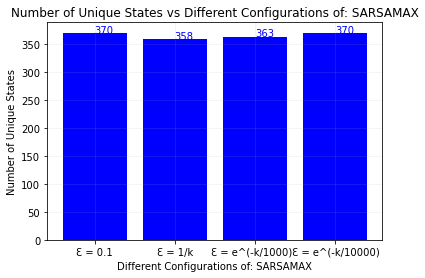 Number of Unique States vs Different Configurations of: SARSAMAX
370
358
363
370
350
300
250
200
150
100
50
0
Number of Unique States
Ɛ = 0.1
Ɛ = 1/k
Ɛ = e^(-k/1000)
Ɛ = e^(-k/10000)
Different Configurations of: SARSAMAX